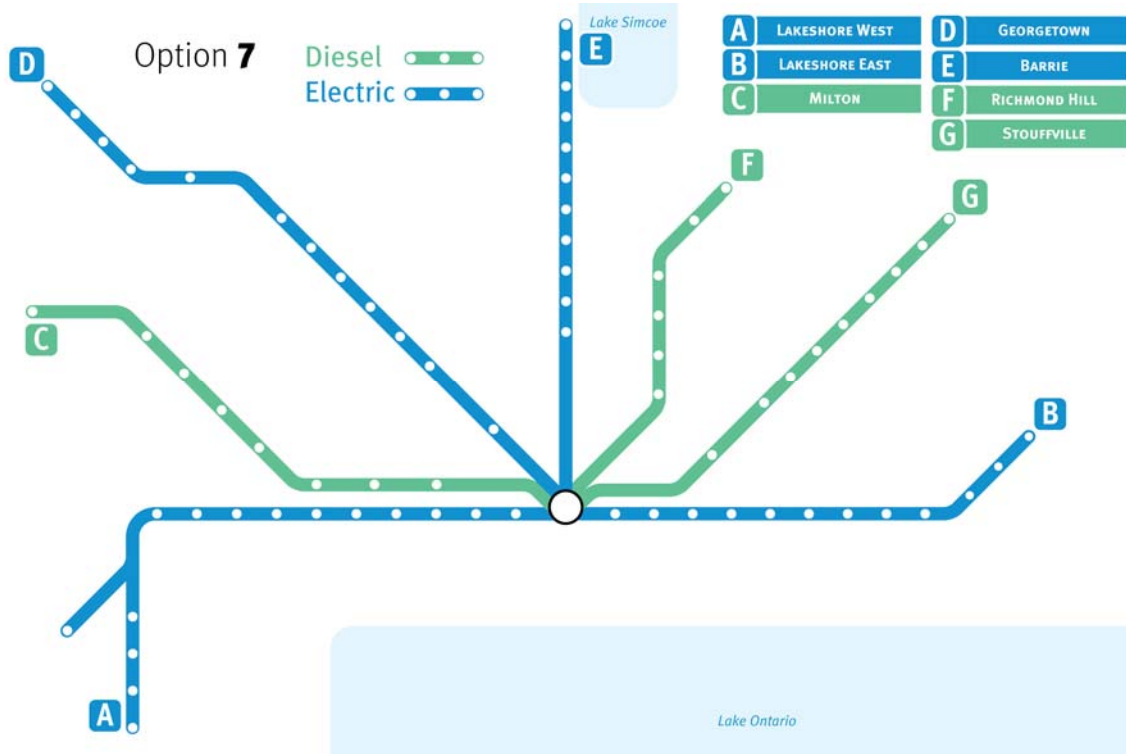 Option 7
Diesel
Electric
Lake Simcoe
A LAKESHORE WEST
B LAKESHORE EAST
C MILTON
D GEORGETOWN
E BARRIE
F RICHMOND HILL
G STOUFFVILLE
D
E
F
G
C
B
A
Lake Ontario